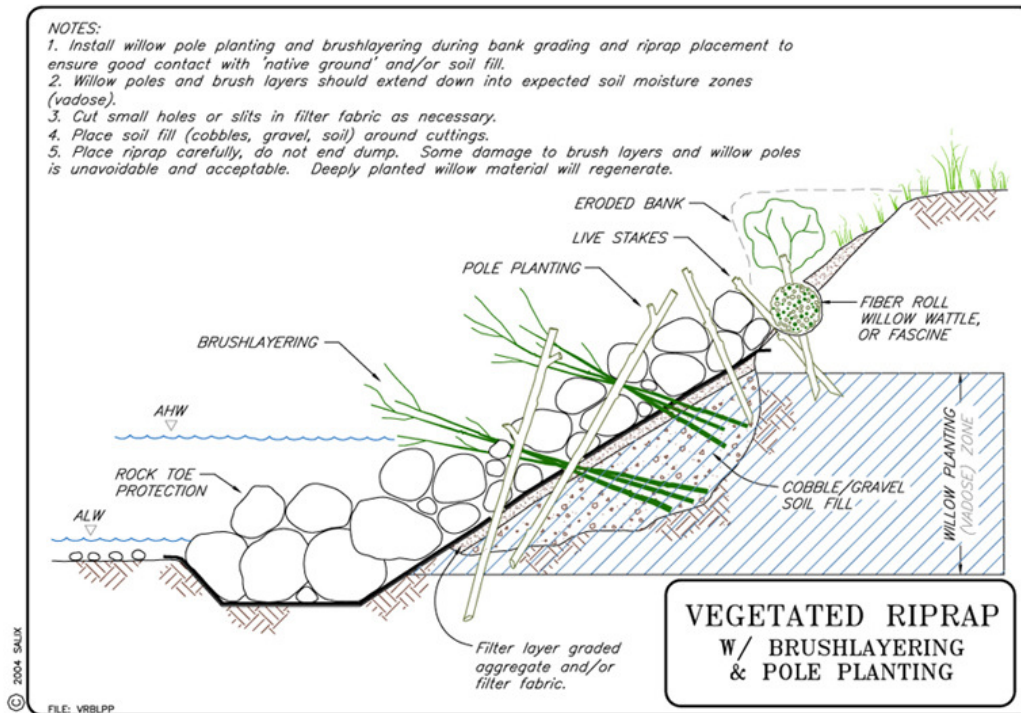 NOTES:
1. Install willow pole planting and brushlayering during bank grading and riprap placement to
ensure good contact with 'native ground' and/or soil fill.
2. Willow poles and brush layers should extend down into expected soil moisture zones
(vadose).
3. Cut small holes or slits in filter fabric as necessary.
4. Place soil fill (cobbles, gravel, soil) around cuttings.
5. Place riprap carefully, do not end dump. Some damage to brush layers and willow poles
is unavoidable and acceptable. Deeply planted willow material will regenerate.
ERODED BANK
LIVE STAKES
POLE PLANTING
FIBER ROLL
WILLOW WATTLE,
OR FASCINE
BRUSHLAYERING
AHW
ROCK TOE
PROTECTION
ALW
COBBLE/GRAVEL
SOIL FILL
WILLOW PLANTING
(VADOSE) ZONE
Filter layer graded
aggregate and/or
filter fabric.
VEGETATED RIPRAP
W/ BRUSHLAYERING
& POLE PLANTING
© 2004 SALIX
FILE: VRBLPP